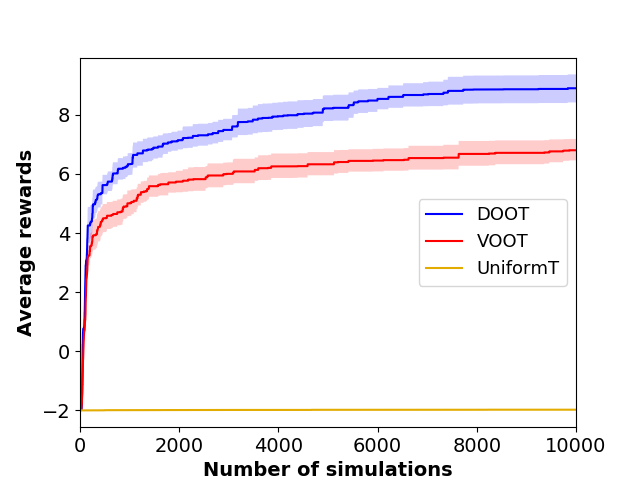 Average rewards
8
6
4
2
0
−2
0 2000 4000 6000 8000 10000
Number of simulations
DOOT
VOOT
UniformT